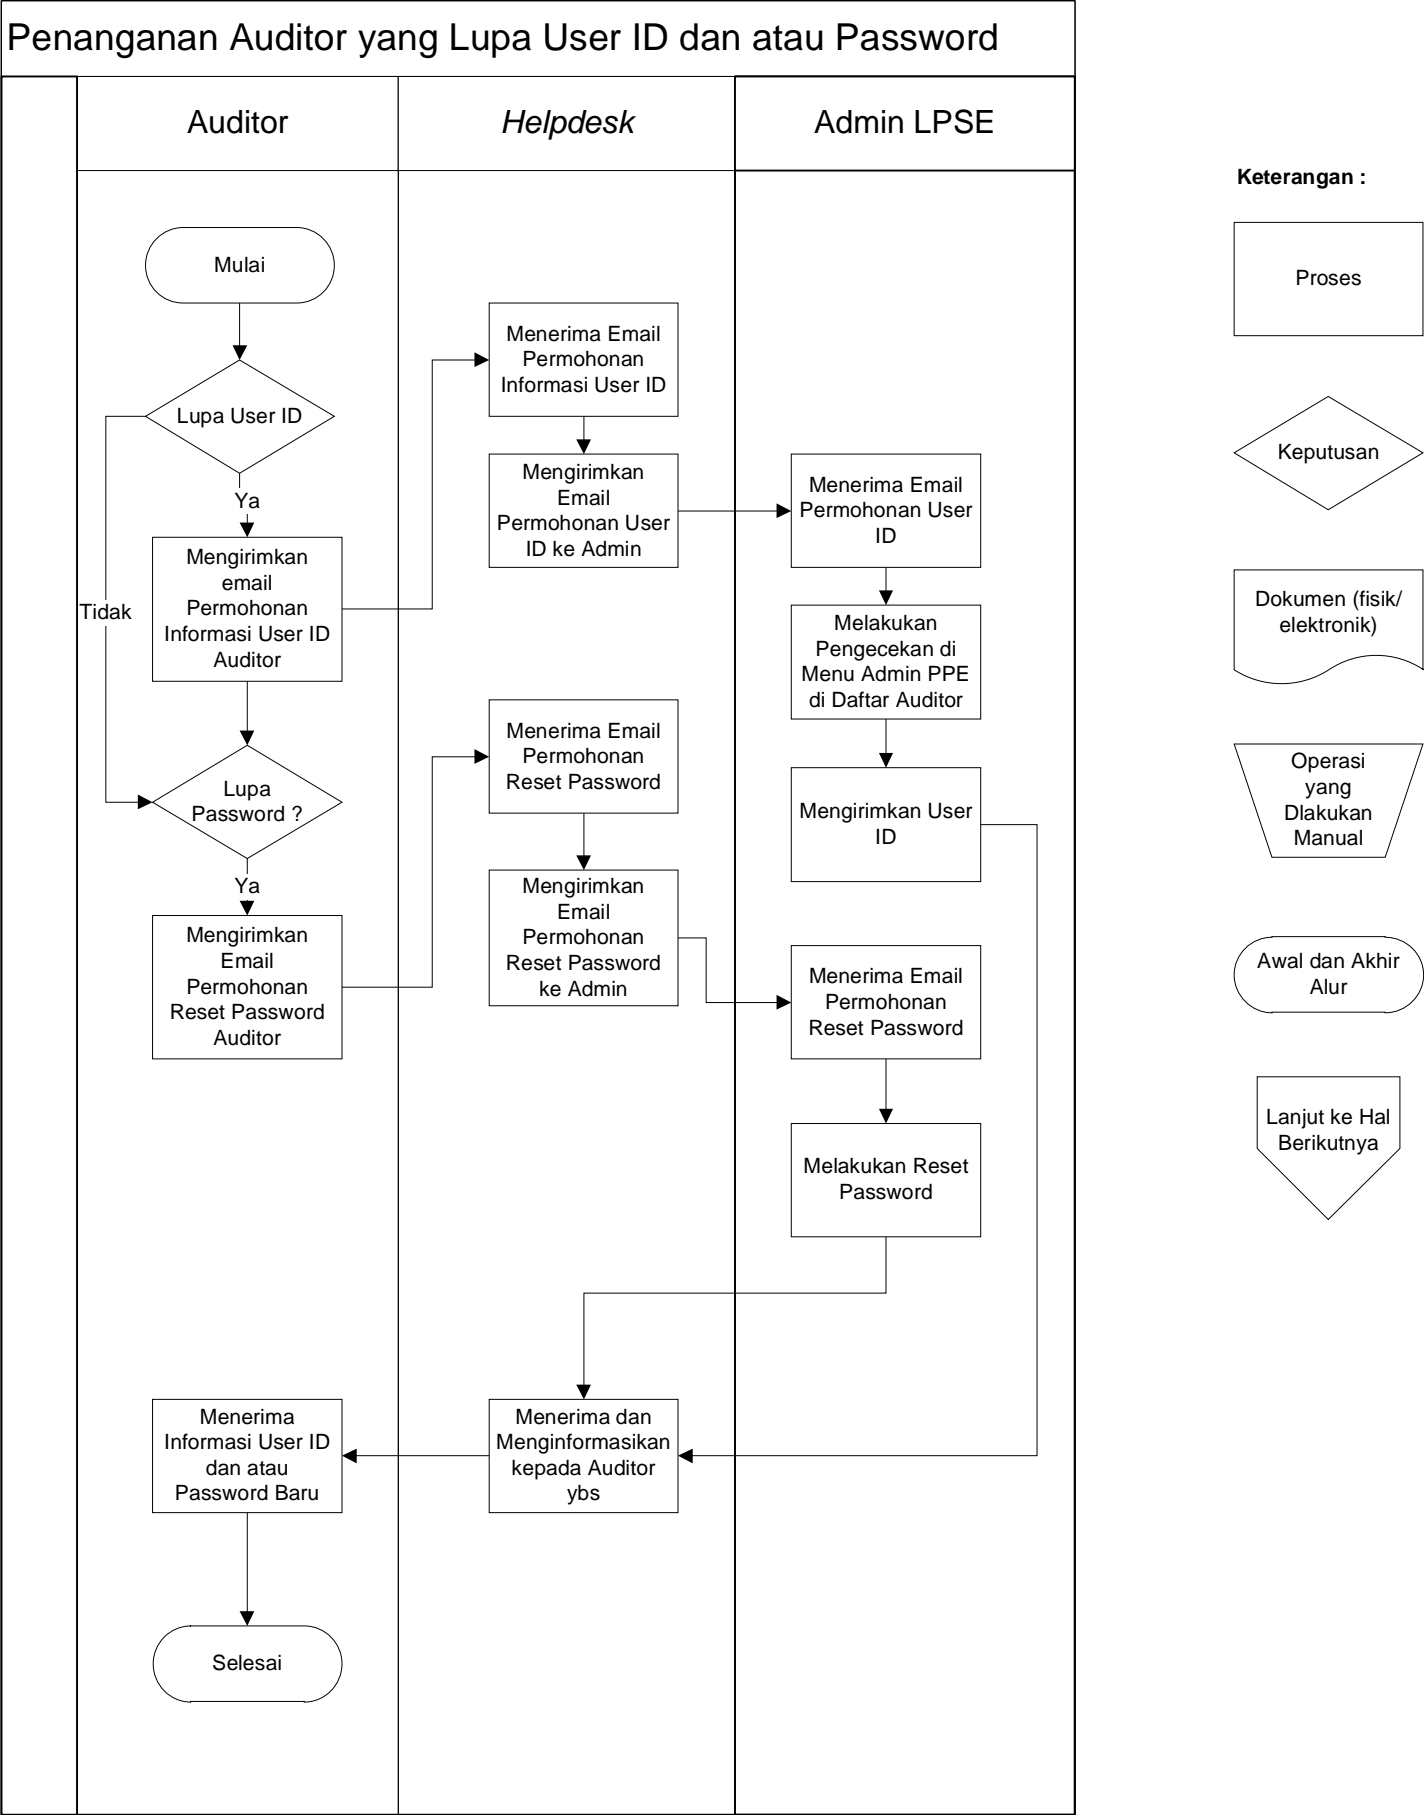 Penanganan Auditor yang Lupa User ID dan atau Password
Auditor
Helpdesk
Admin LPSE
Mulai
Lupa User ID
Ya
Tidak
Mengirimkan
email
Permohonan
Informasi User ID
Auditor
Lupa
Password ?
Ya
Mengirimkan
Email
Permohonan
Reset Password
Auditor
Menerima
Informasi User ID
dan atau
Password Baru
Selesai
Menerima Email
Permohonan
Informasi User ID
Mengirimkan
Email
Permohonan User
ID ke Admin
Menerima Email
Permohonan
Reset Password
Mengirimkan
Email
Permohonan
Reset Password
ke Admin
Menerima dan
Menginformasikan
kepada Auditor
ybs
Menerima Email
Permohonan User
ID
Melakukan
Pengecekan di
Menu Admin PPE
di Daftar Auditor
Mengirimkan User
ID
Menerima Email
Permohonan
Reset Password
Melakukan Reset
Password
Keterangan :
Proses
Keputusan
Dokumen (fisik/
elektronik)
Operasi
yang
Dlakukan
Manual
Awal dan Akhir
Alur
Lanjut ke Hal
Berikutnya